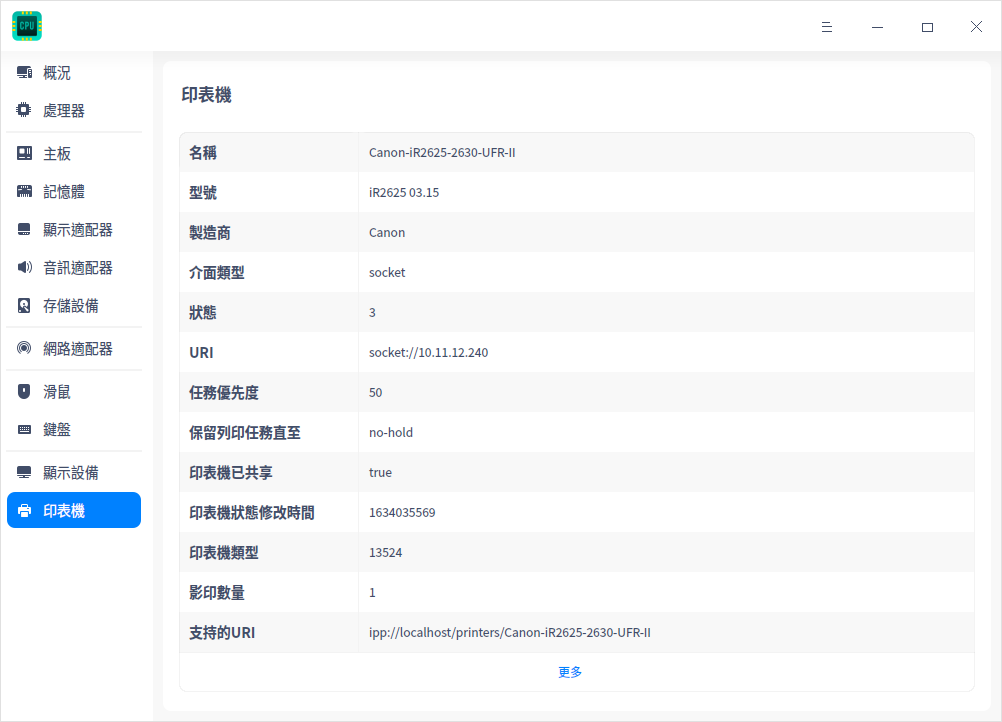 CPU
概況
處理器
主板
記憶體
顯示適配器
音訊適配器
存儲設備
網路適配器
滑鼠
鍵盤
顯示設備
印表機
印表機
名稱 Canon-iR2625-2630-UFR-II
型號 iR2625 03.15
製造商 Canon
介面類型 socket
狀態 3
URI socket://10.11.12.240
任務優先度 50
保留列印任務直至 no-hold
印表機已共享 true
印表機狀態修改時間 1634035569
印表機類型 13524
影印數量 1
支持的URI ipp://localhost/printers/Canon-iR2625-2630-UFR-II
更多